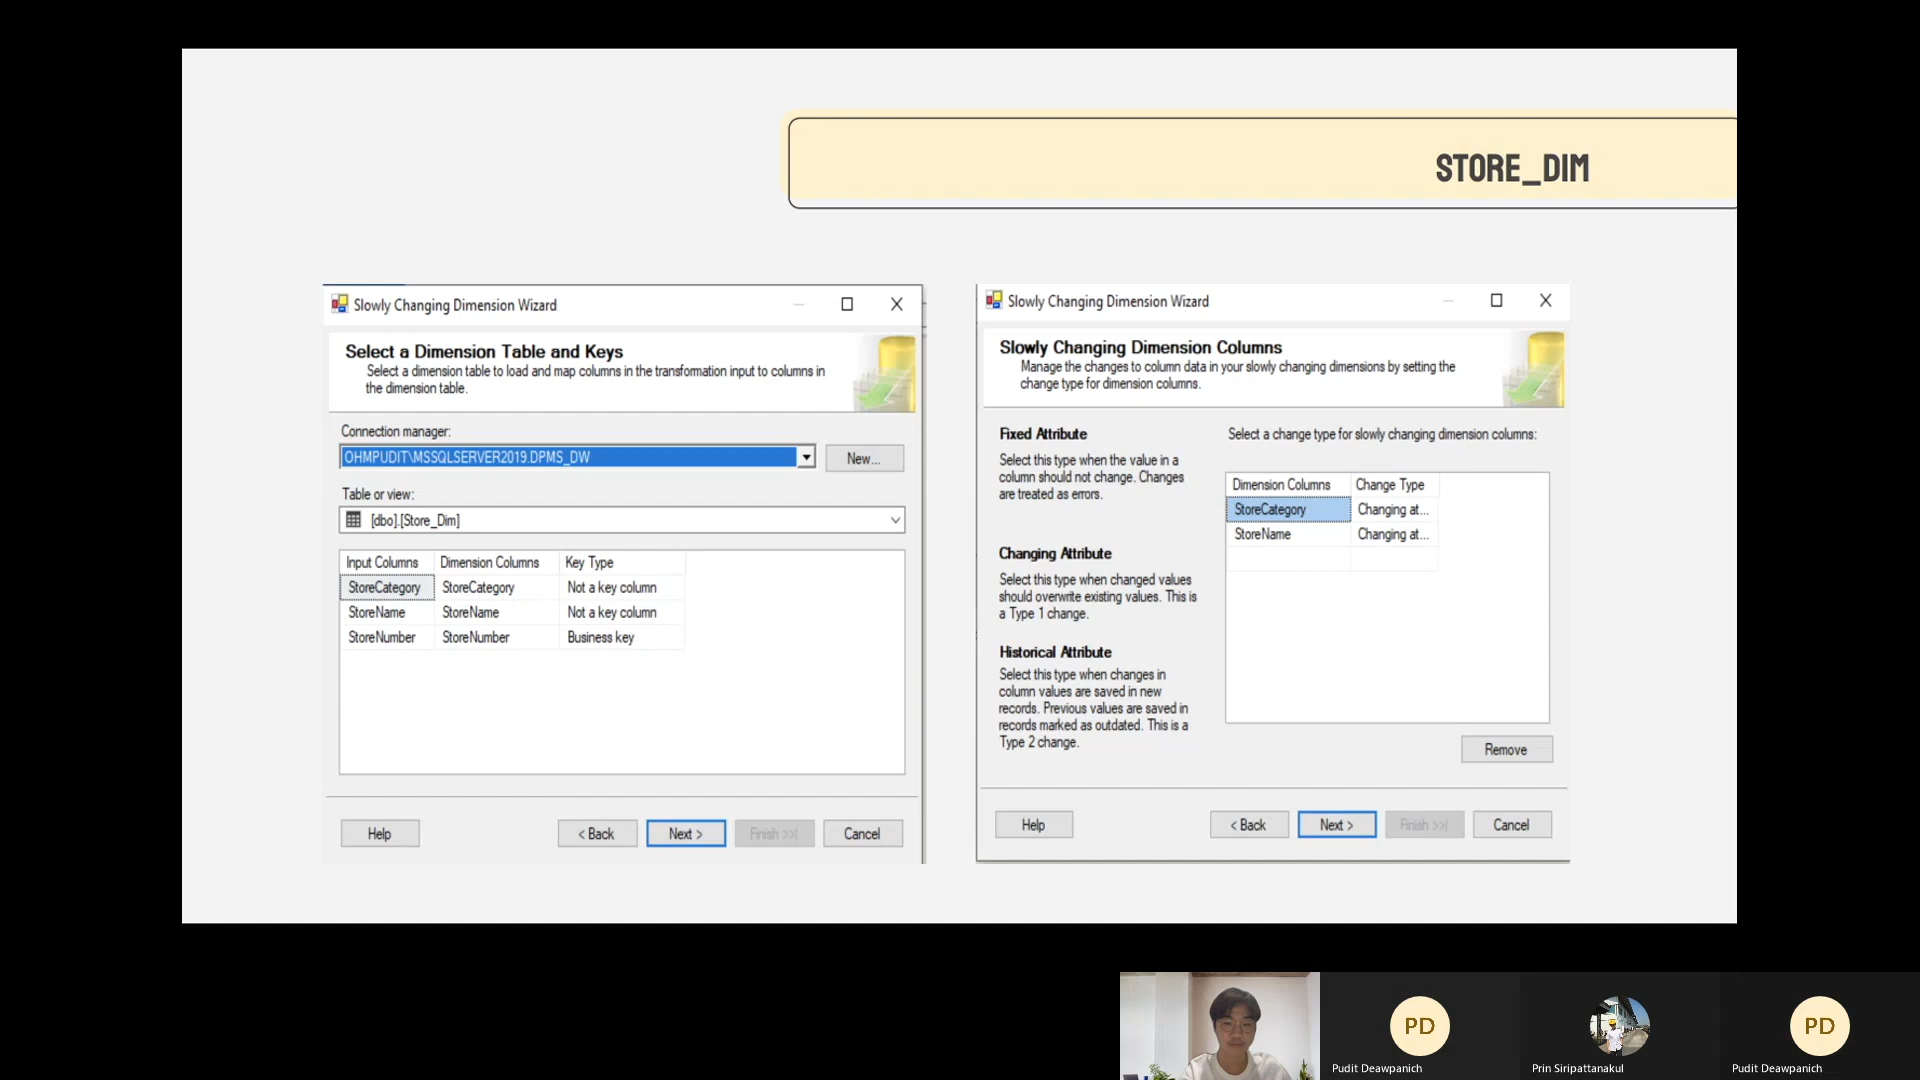 STORE_DIM
Slowly Changing Dimension Wizard
Select a Dimension Table and Keys
Select a dimension table to load and map columns in the transformation input to columns in
the dimension table.
Connection manager:
OHMPUDIT\MSSQLSERVER2019.DPMS_DW
New...
Table or view:
[dbo].[Store_Dim]
Input Columns Dimension Columns Key Type
StoreCategory StoreCategory Not a key column
StoreName StoreName Not a key column
StoreNumber StoreNumber Business key
Help < Back Next > Finish >>| Cancel
Slowly Changing Dimension Wizard
Slowly Changing Dimension Columns
Manage the changes to column data in your slowly changing dimensions by setting the
change type for dimension columns.
Fixed Attribute
Select this type when the value in a
column should not change. Changes
are treated as errors.
Changing Attribute
Select this type when changed values
should overwrite existing values. This is
a Type 1 change.
Historical Attribute
Select this type when changes in
column values are saved in new
records. Previous values are saved in
records marked as outdated. This is a
Type 2 change.
Select a change type for slowly changing dimension columns:
Dimension Columns Change Type
StoreCategory Changing at...
StoreName Changing at...
Remove
Help < Back Next > Finish >>| Cancel
PD
PD
Pudit Deawpanich
Prin Siripattanakul
Pudit Deawpanich